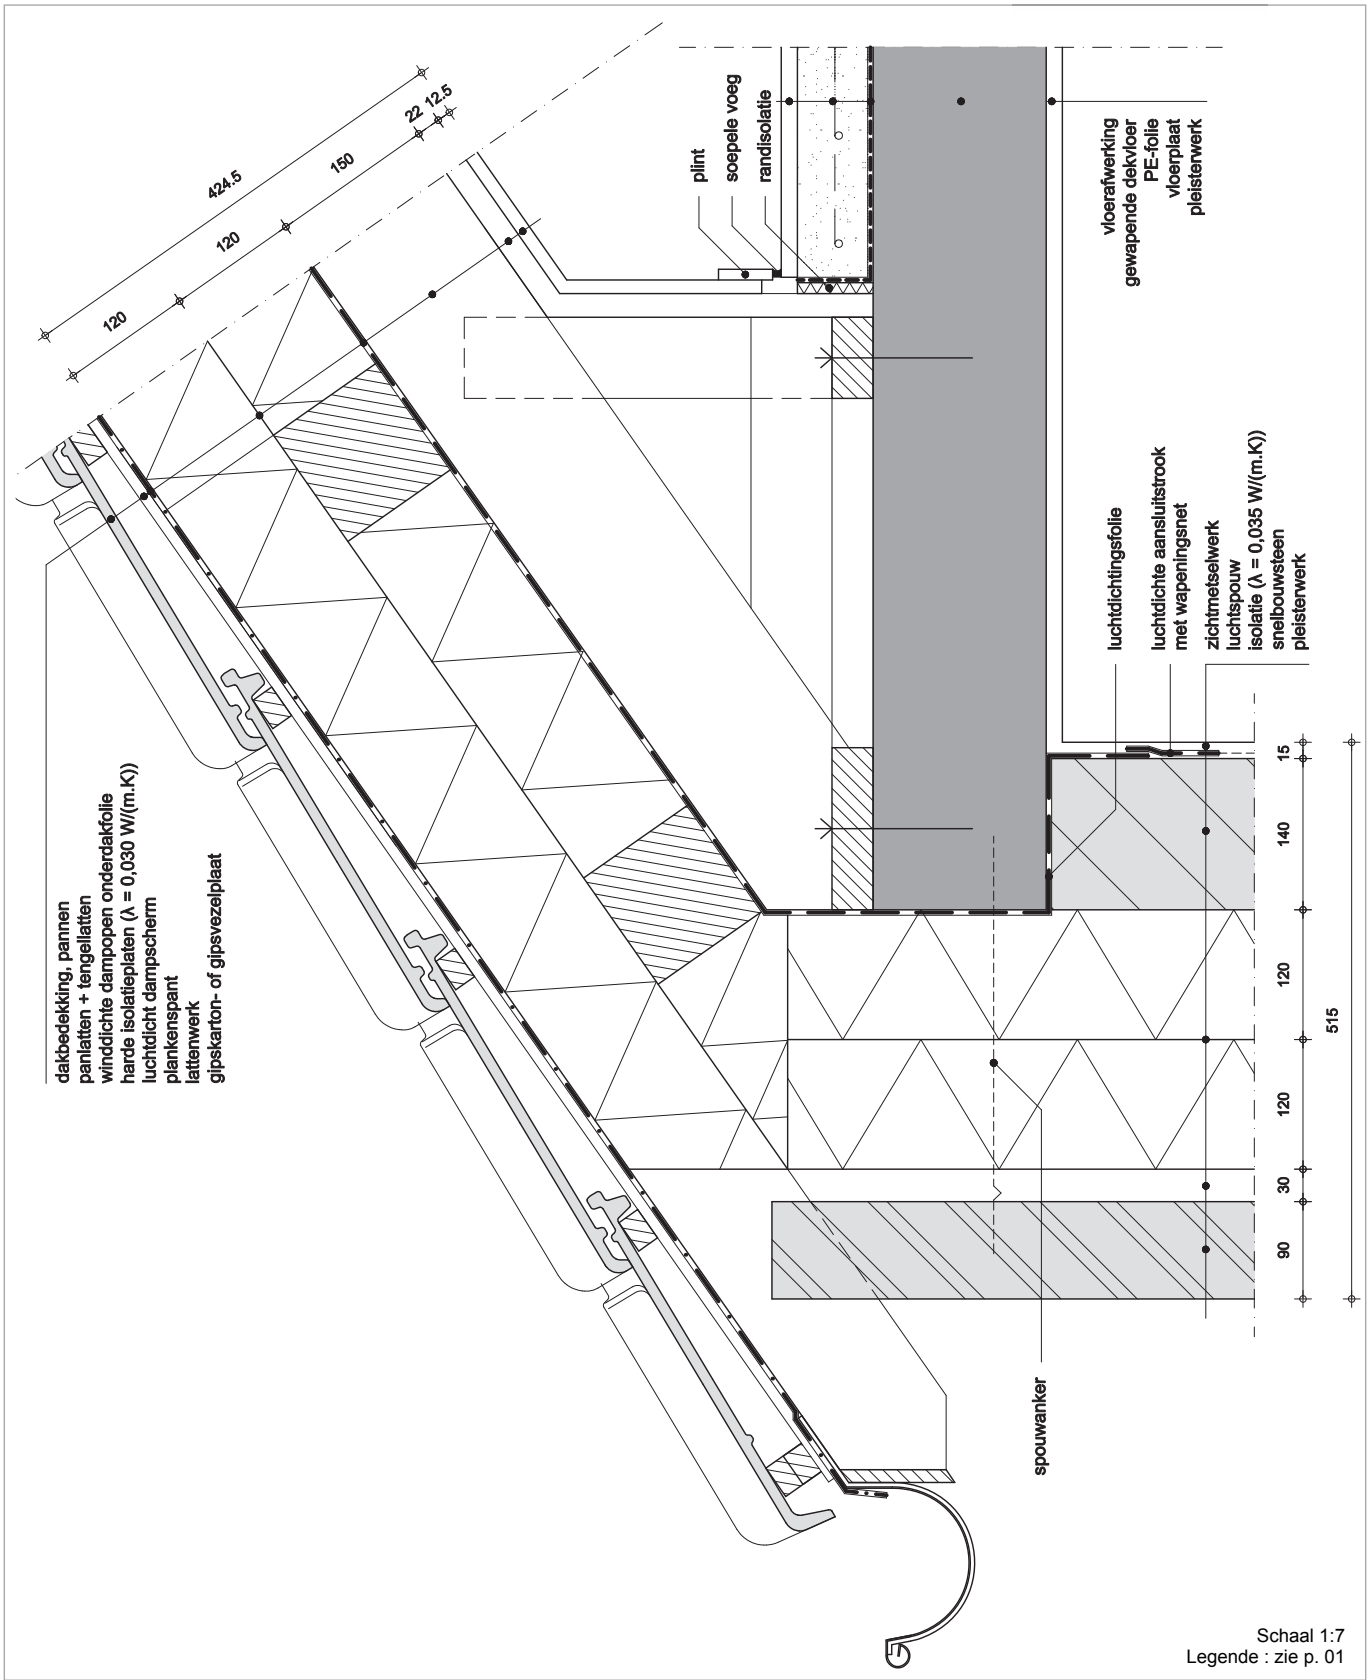 424.5
120
120
150
22
12.5
plint
soepele voeg
randisolatie
vloerafwerking
gewapende dekvloer
PE-folie
vloerplaat
pleisterwerk
dakbedekking, pannen
panlatten + tengellatten
winddichte dampopen onderdakfolie
harde isolatieplaten (λ = 0,030 W/(m.K))
luchtdicht dampscherm
plankenspant
lattenwerk
gipskarton- of gipsvezelplaat
luchtdichtingsfolie
luchtdichte aansluitstrook
met wapeningsnet
zichtmetselwerk
luchtspouw
isolatie (λ = 0,035 W/(m.K))
snelbouwsteen
pleisterwerk
spouwanker
15
140
120
120
30
90
515
Schaal 1:7
Legende : zie p. 01